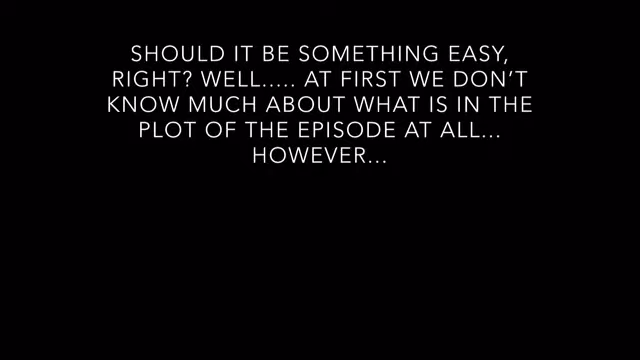 SHOULD IT BE SOMETHING EASY,
RIGHT? WELL..... AT FIRST WE DON'T
KNOW MUCH ABOUT WHAT IS IN THE
PLOT OF THE EPISODE AT ALL...
HOWEVER...